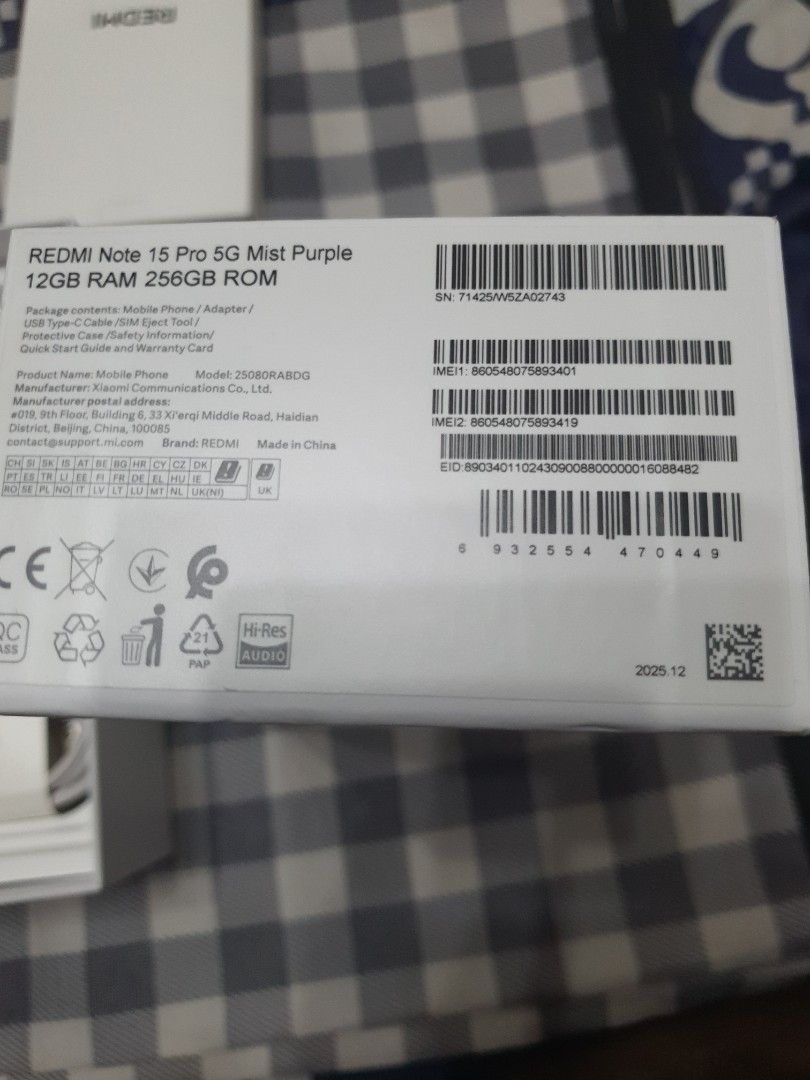 REDMI
REDMI Note 15 Pro 5G Mist Purple
12GB RAM 256GB ROM
Package contents: Mobile Phone / Adapter /
USB Type-C Cable /SIM Eject Tool /
Protective Case /Safety Information/
Quick Start Guide and Warranty Card
Product Name: Mobile Phone Model: 25080RABDG
Manufacturer: Xiaomi Communications Co., Ltd.
Manufacturer postal address:
#019, 9th Floor, Building 6, 33 Xi'erqi Middle Road, Haidian
District, Beijing, China, 100085
contact@support.mi.com Brand: REDMI Made in China
CH SI SK IS AT BE BG HR CY CZ DK
PT ES TR LI EE FI FR DE EL HU IE
RO SE PL NO IT LV LT LU MT NL UK(NI)
UK
SN: 71425/W5ZA02743
IMEI1: 860548075893401
IMEI2: 860548075893419
EID:89034011024309008800000016088482
6 932554 470449
CE
QC
21
PAP
Hi-Res
AUDIO
2025.12